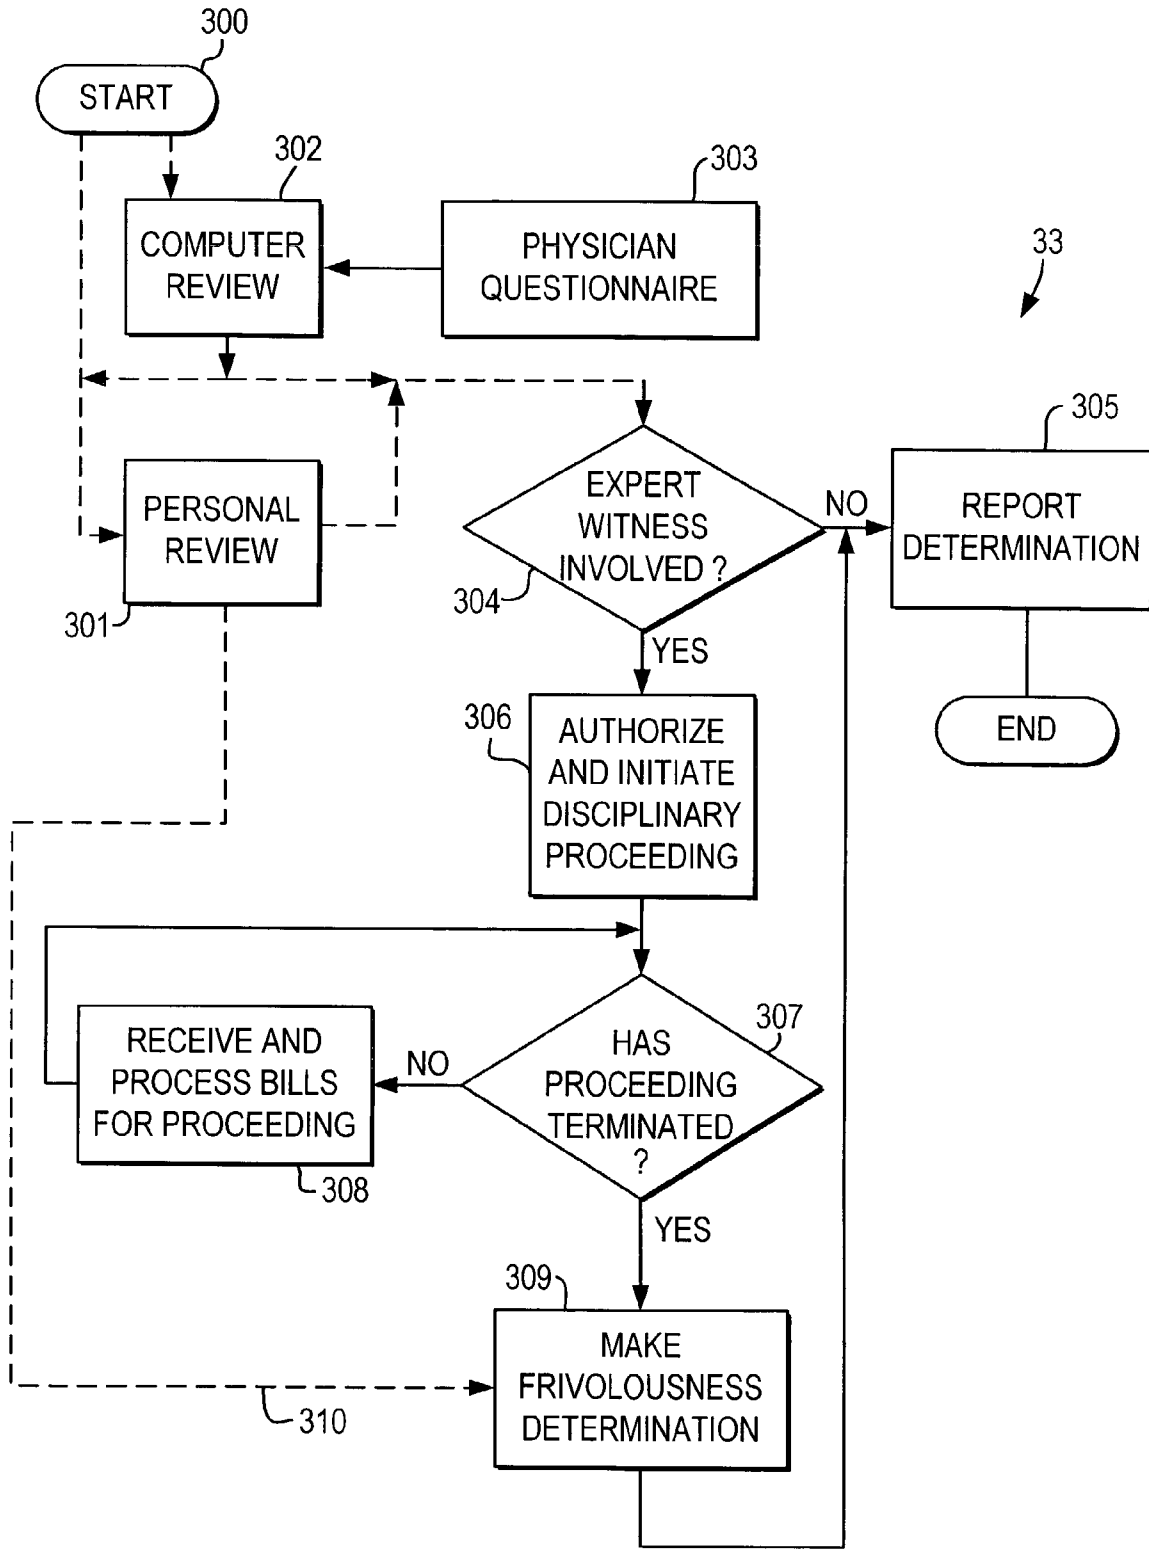 300
START
302
303
COMPUTER
REVIEW
PHYSICIAN
QUESTIONNAIRE
33
305
PERSONAL
REVIEW
301
EXPERT
WITNESS
INVOLVED ?
304
NO
REPORT
DETERMINATION
YES
END
306
AUTHORIZE
AND INITIATE
DISCIPLINARY
PROCEEDING
307
RECEIVE AND
PROCESS BILLS
FOR PROCEEDING
308
NO
HAS
PROCEEDING
TERMINATED
?
YES
309
MAKE
FRIVOLOUSNESS
DETERMINATION
310